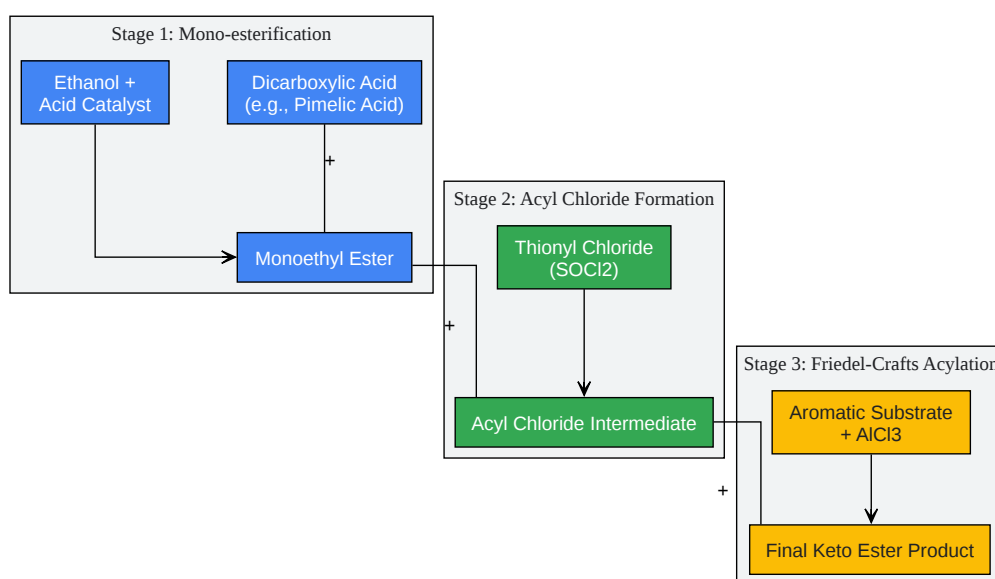 Stage 1: Mono-esterification
Ethanol +
Acid Catalyst
Dicarboxylic Acid
(e.g., Pimelic Acid)
+
Monoethyl Ester
Stage 2: Acyl Chloride Formation
Thionyl Chloride
(SOCl2)
+
Acyl Chloride Intermediate
Stage 3: Friedel-Crafts Acylation
Aromatic Substrate
+ AlCl3
+
Final Keto Ester Product